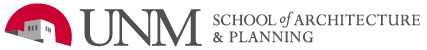 UNM SCHOOL of ARCHITECTURE
& PLANNING